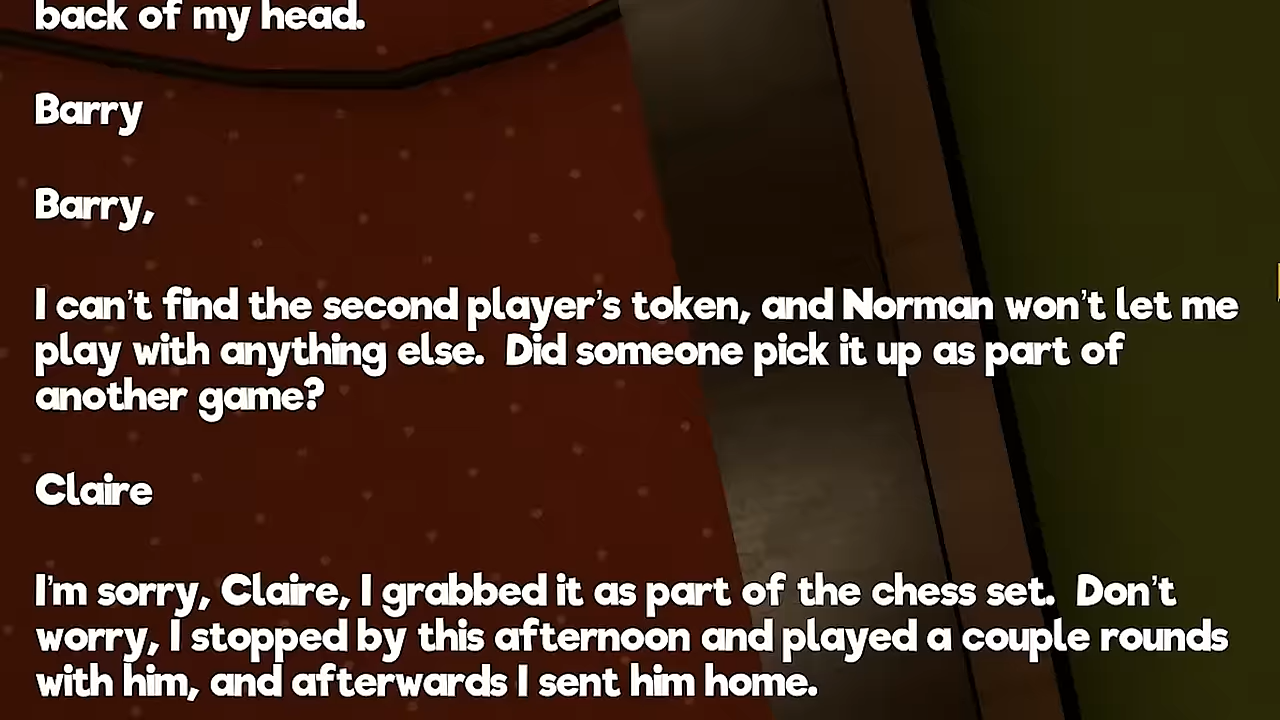 back of my head.
Barry
Barry,
I can't find the second player's token, and Norman won't let me
play with anything else.  Did someone pick it up as part of
another game?
Claire
I'm sorry, Claire, I grabbed it as part of the chess set.  Don't
worry, I stopped by this afternoon and played a couple rounds
with him, and afterwards I sent him home.